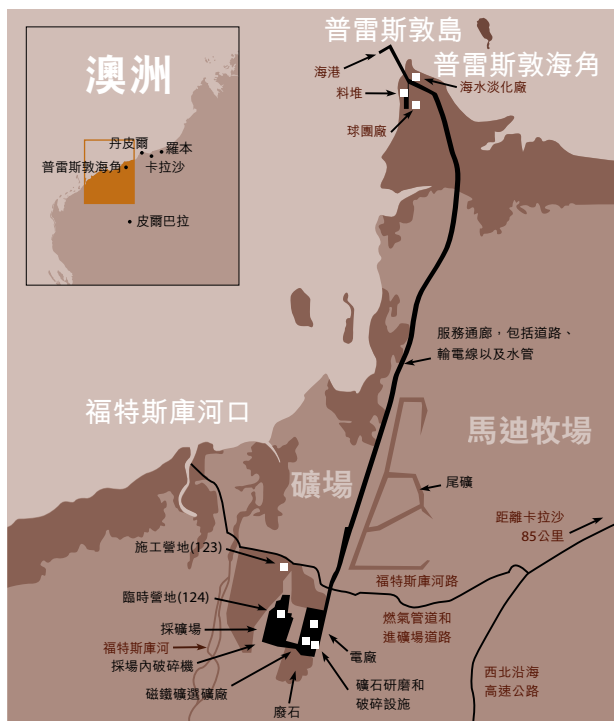 普雷斯敦島
普雷斯敦海角
海港
海水淡化廠
料堆
球團廠
澳洲
丹皮爾
羅本
普雷斯敦海角
卡拉沙
皮爾巴拉
服務通廊，包括道路、
輸電線以及水管
福特斯庫河口
馬迪牧場
礦場
尾礦
距離卡拉沙
85公里
施工營地(123)
福特斯庫河路
臨時營地(124)
燃氣管道和
進礦場道路
採礦場
福特斯庫河
採場內破碎機
電廠
磁鐵礦選礦廠
礦石研磨和
破碎設施
廢石
西北沿海
高速公路